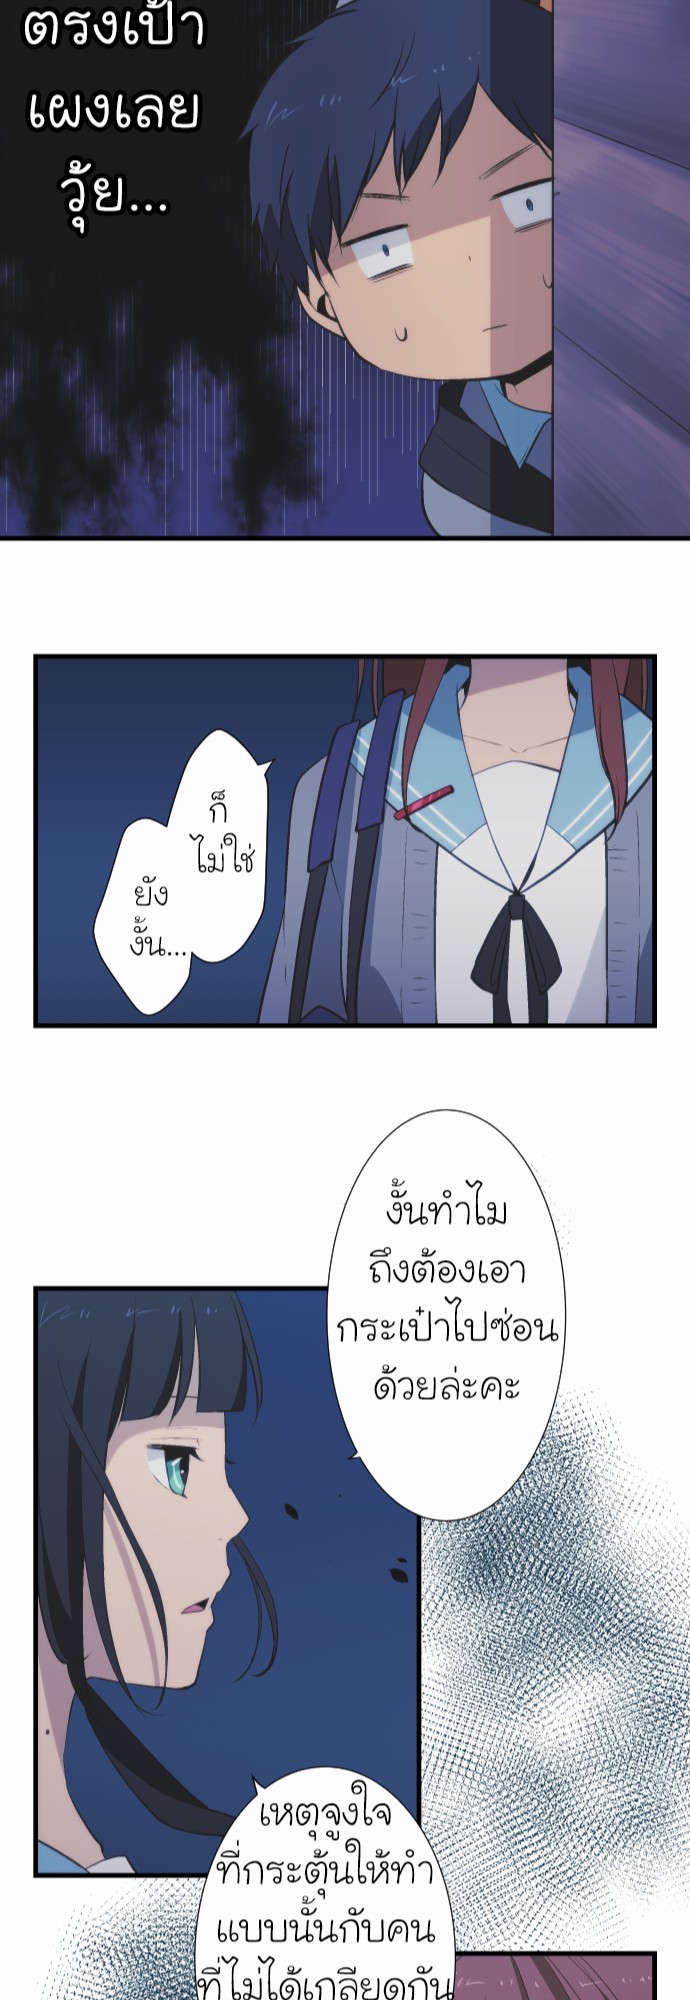 ตรงเป้า
เผงเลย
วุ้ย...
ก็
ไม่ใช่
ยัง
งั้น...
งั้นทำไม
ถึงต้องเอา
กระเป๋าไปซ่อน
ด้วยล่ะคะ
เหตุจูงใจ
ที่กระตุ้นให้ทำ
แบบนั้นกับคน
ที่ไม่ได้เกลียดกัน